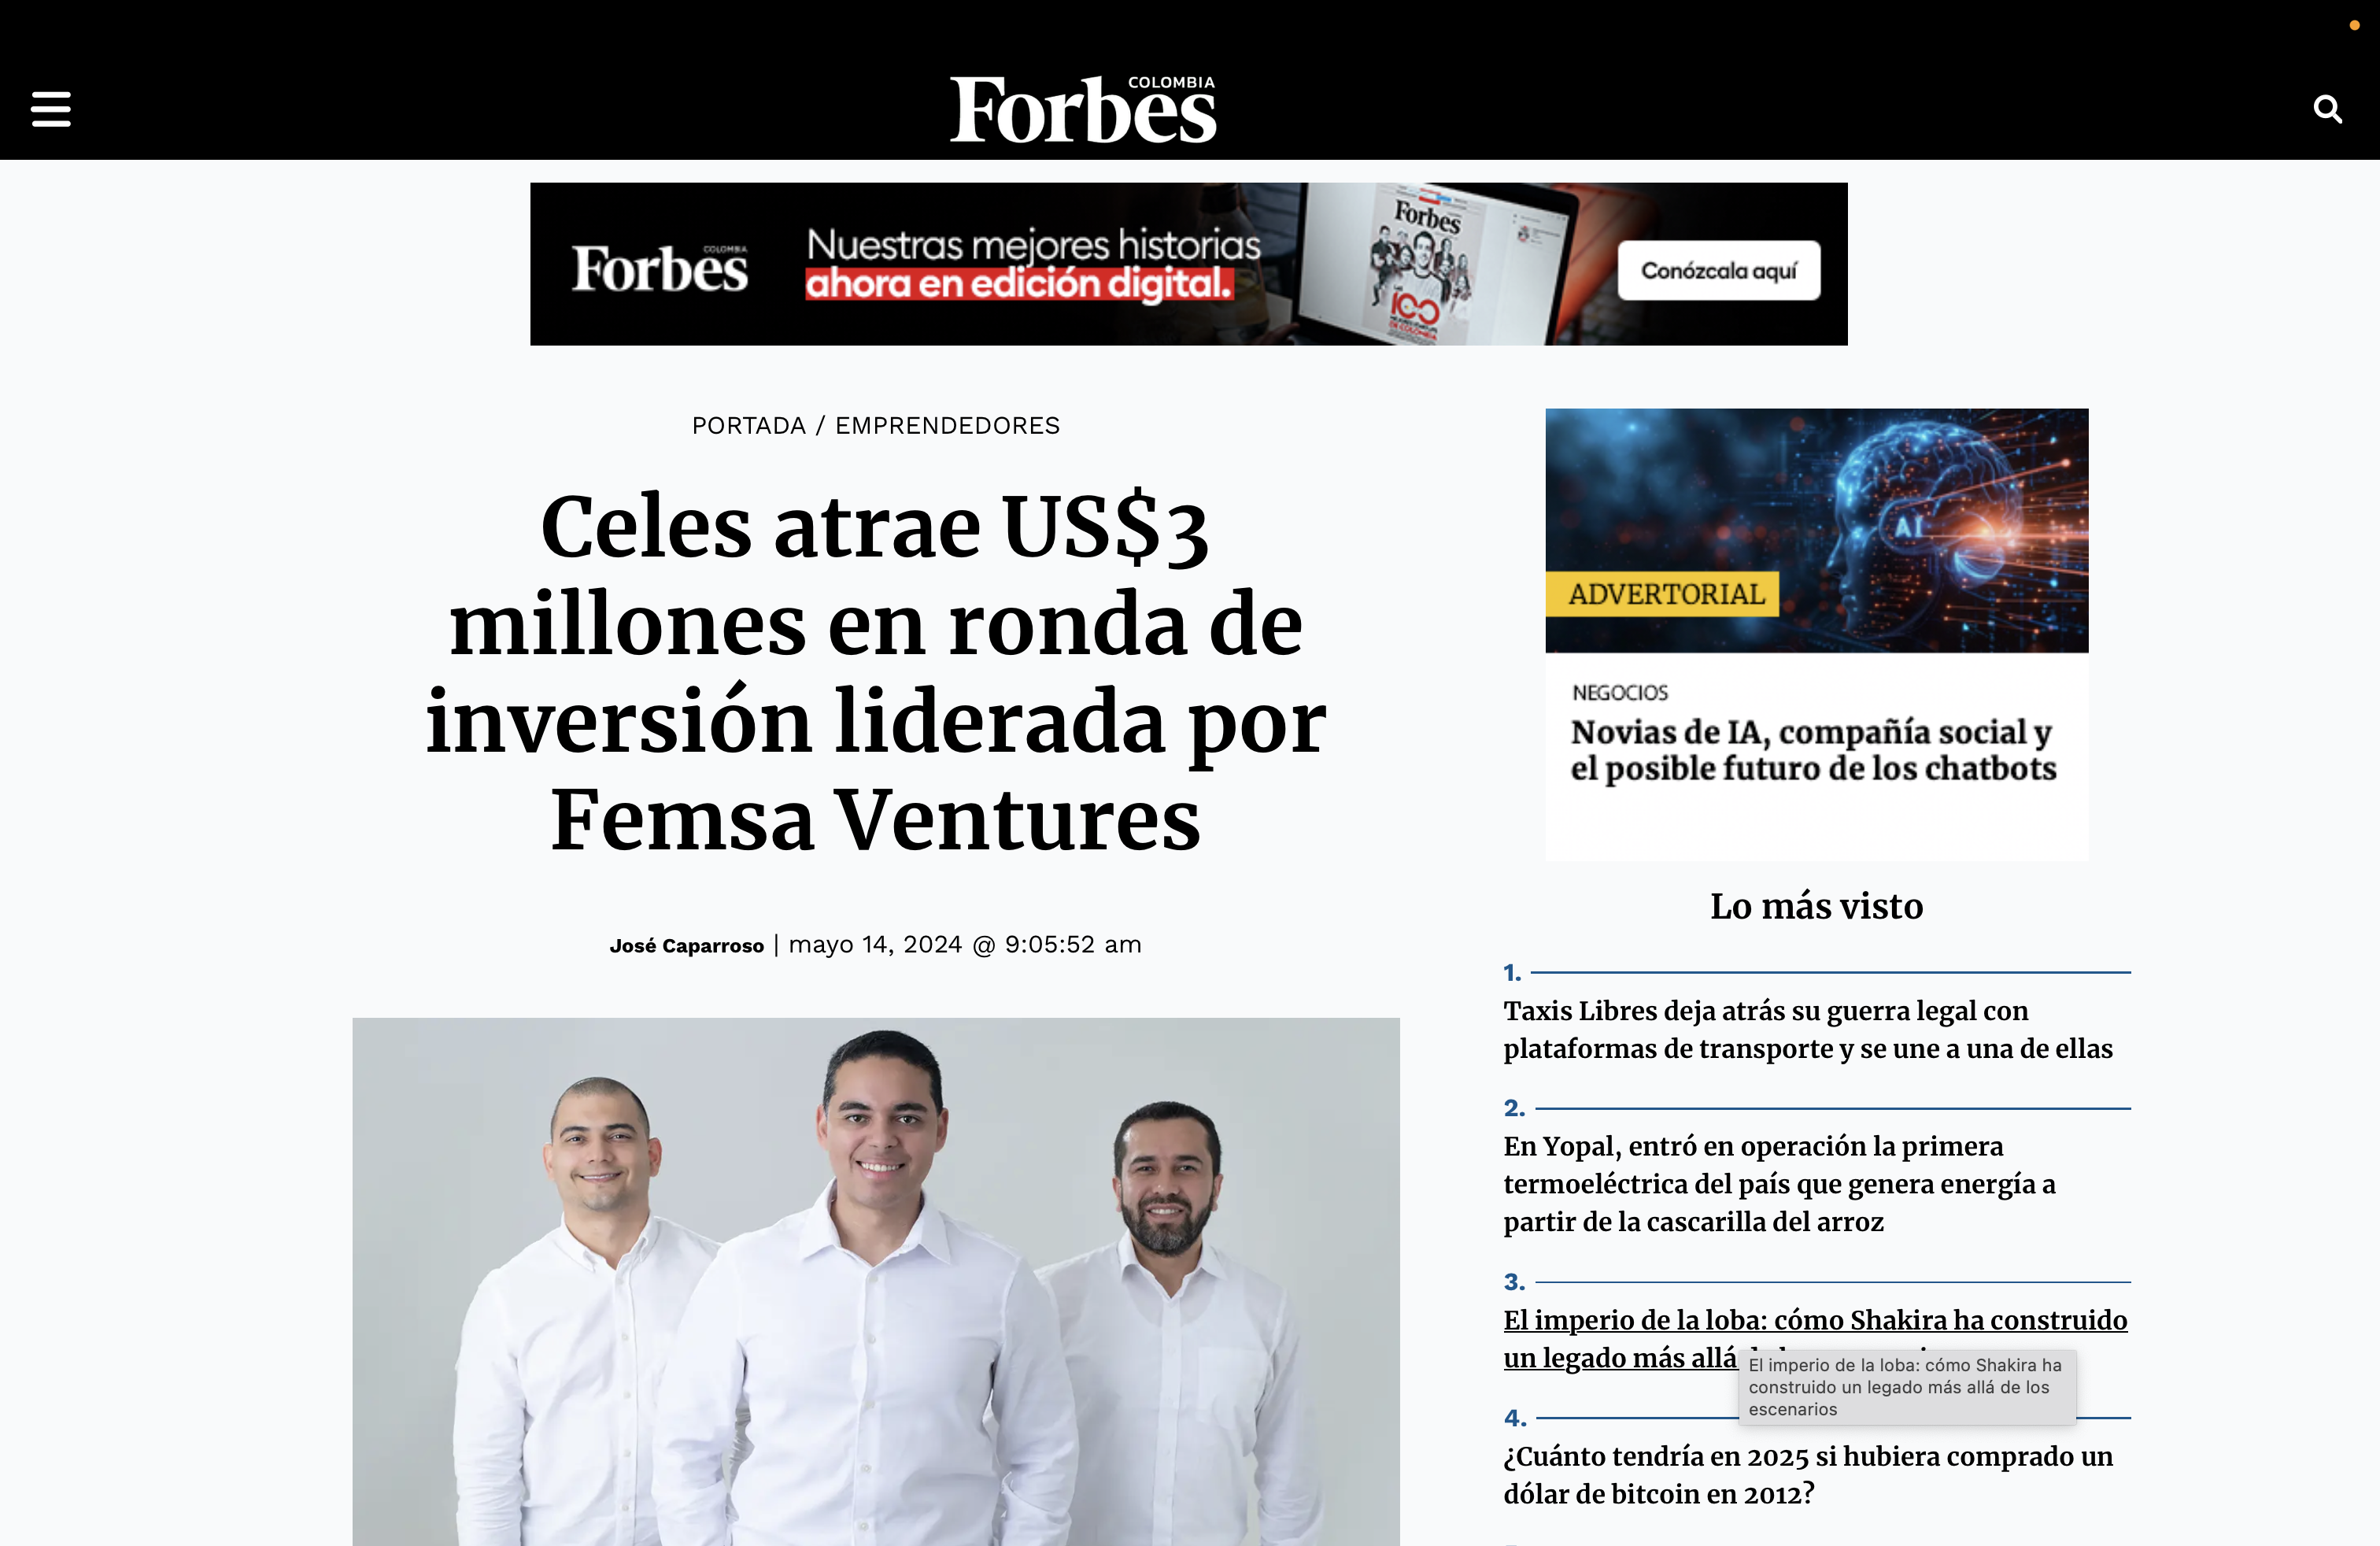 COLOMBIA
Forbes
COLOMBIA
Forbes
Nuestras mejores historias
ahora en edición digital.
Forbes
100
DE COLOMBIA
Conózcala aquí
PORTADA / EMPRENDEDORES
Celes atrae US$3
millones en ronda de
inversión liderada por
Femsa Ventures
José Caparroso | mayo 14, 2024 @ 9:05:52 am
AI
ADVERTORIAL
NEGOCIOS
Novias de IA, compañía social y
el posible futuro de los chatbots
Lo más visto
1.
Taxis Libres deja atrás su guerra legal con
plataformas de transporte y se une a una de ellas
2.
En Yopal, entró en operación la primera
termoeléctrica del país que genera energía a
partir de la cascarilla del arroz
3.
El imperio de la loba: cómo Shakira ha construido
un legado más allá
El imperio de la loba: cómo Shakira ha
construido un legado más allá de los
escenarios
4.
¿Cuánto tendría en 2025 si hubiera comprado un
dólar de bitcoin en 2012?